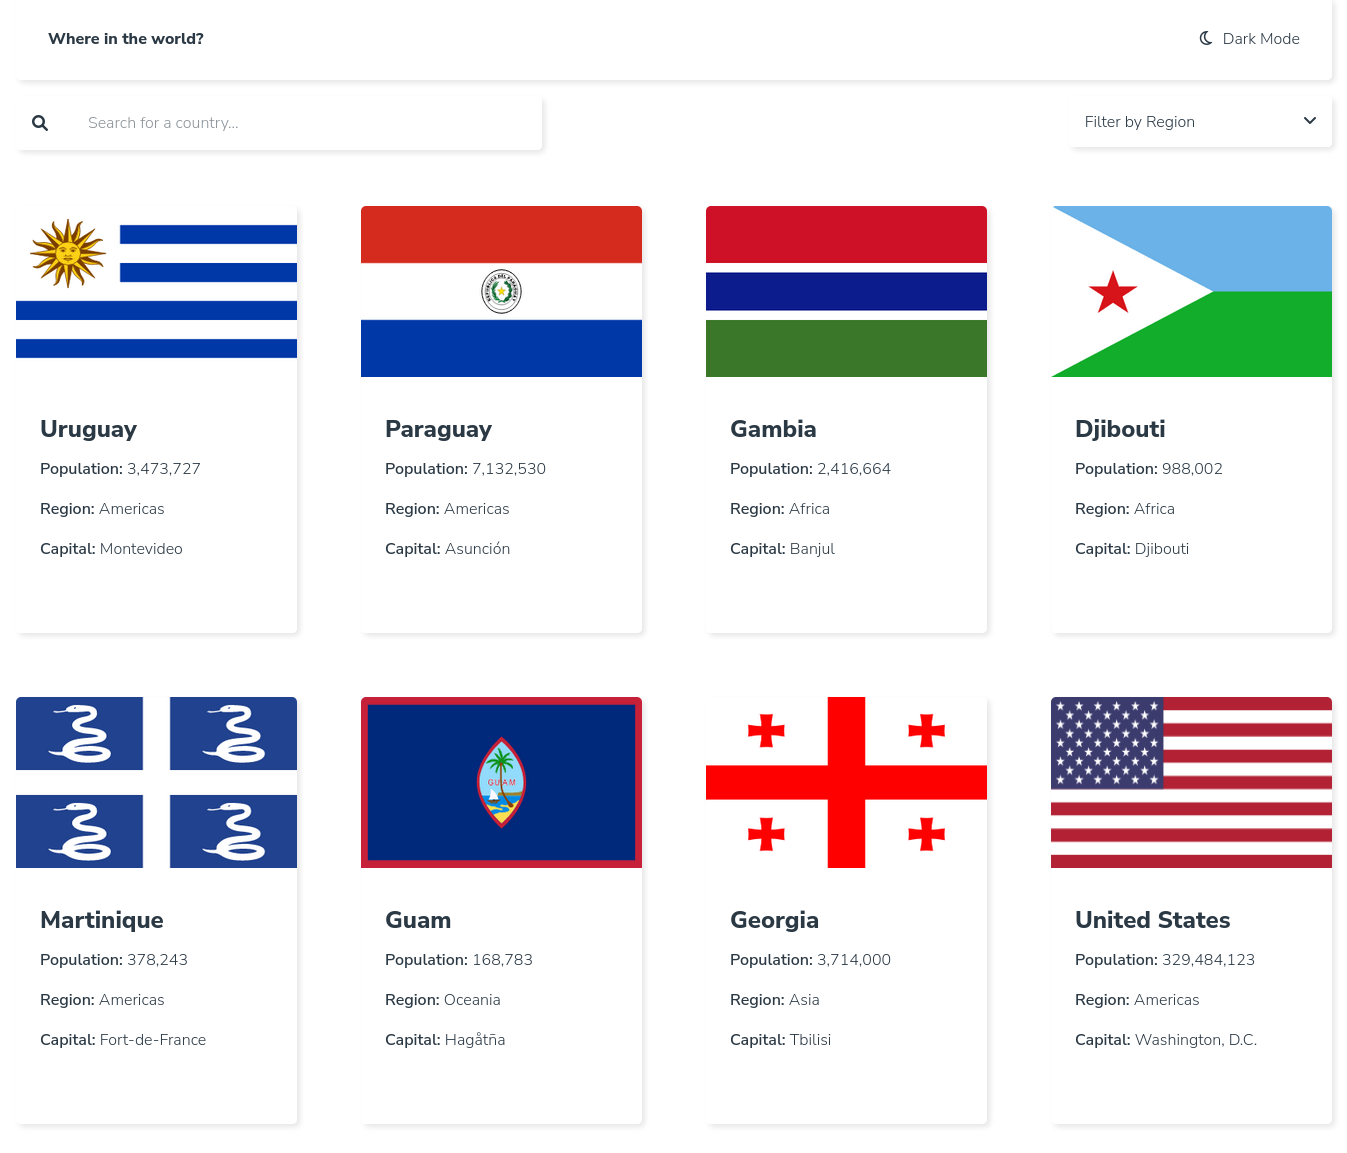 Where in the world?
Dark Mode
Search for a country...
Filter by Region
Uruguay
Population: 3,473,727
Region: Americas
Capital: Montevideo
Paraguay
Population: 7,132,530
Region: Americas
Capital: Asunción
Gambia
Population: 2,416,664
Region: Africa
Capital: Banjul
Djibouti
Population: 988,002
Region: Africa
Capital: Djibouti
GUAM
Martinique
Population: 378,243
Region: Americas
Capital: Fort-de-France
Guam
Population: 168,783
Region: Oceania
Capital: Hagåtña
Georgia
Population: 3,714,000
Region: Asia
Capital: Tbilisi
United States
Population: 329,484,123
Region: Americas
Capital: Washington, D.C.